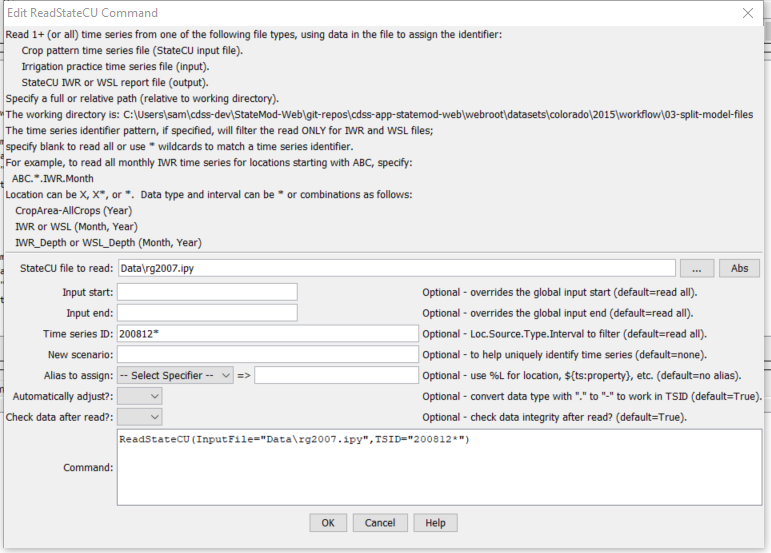 Edit ReadStateCU Command
Read 1+ (or all) time series from one of the following file types, using data in the file to assign the identifier:
Crop pattern time series file (StateCU input file).
Irrigation practice time series file (input).
StateCU IWR or WSL report file (output).
Specify a full or relative path (relative to working directory).
The working directory is: C:\Users\sam\cdss-dev\StateMod-Web\git-repos\cdss-app-statemod-web\webroot\datasets\colorado\2015\workflow\03-split-model-files
The time series identifier pattern, if specified, will filter the read ONLY for IWR and WSL files;
specify blank to read all or use * wildcards to match a time series identifier.
For example, to read all monthly IWR time series for locations starting with ABC, specify:
ABC.*.IWR.Month
Location can be X, X*, or *. Data type and interval can be * or combinations as follows:
CropArea-AllCrops (Year)
IWR or WSL (Month, Year)
IWR_Depth or WSL_Depth (Month, Year)
StateCU file to read: Data\rg2007.ipy ... Abs
Input start: Optional - overrides the global input start (default=read all).
Input end: Optional - overrides the global input end (default=read all).
Time series ID: 200812* Optional - Loc.Source.Type.Interval to filter (default=read all).
New scenario: Optional - to help uniquely identify time series (default=none).
Alias to assign: -- Select Specifier -- => Optional - use %L for location, ${ts:property}, etc. (default=no alias).
Automatically adjust?: Optional - convert data type with "." to "-" to work in TSID (default=True).
Check data after read?: Optional - check data integrity after read? (default=True).
Command: ReadStateCU(InputFile="Data\rg2007.ipy",TSID="200812*")
OK Cancel Help